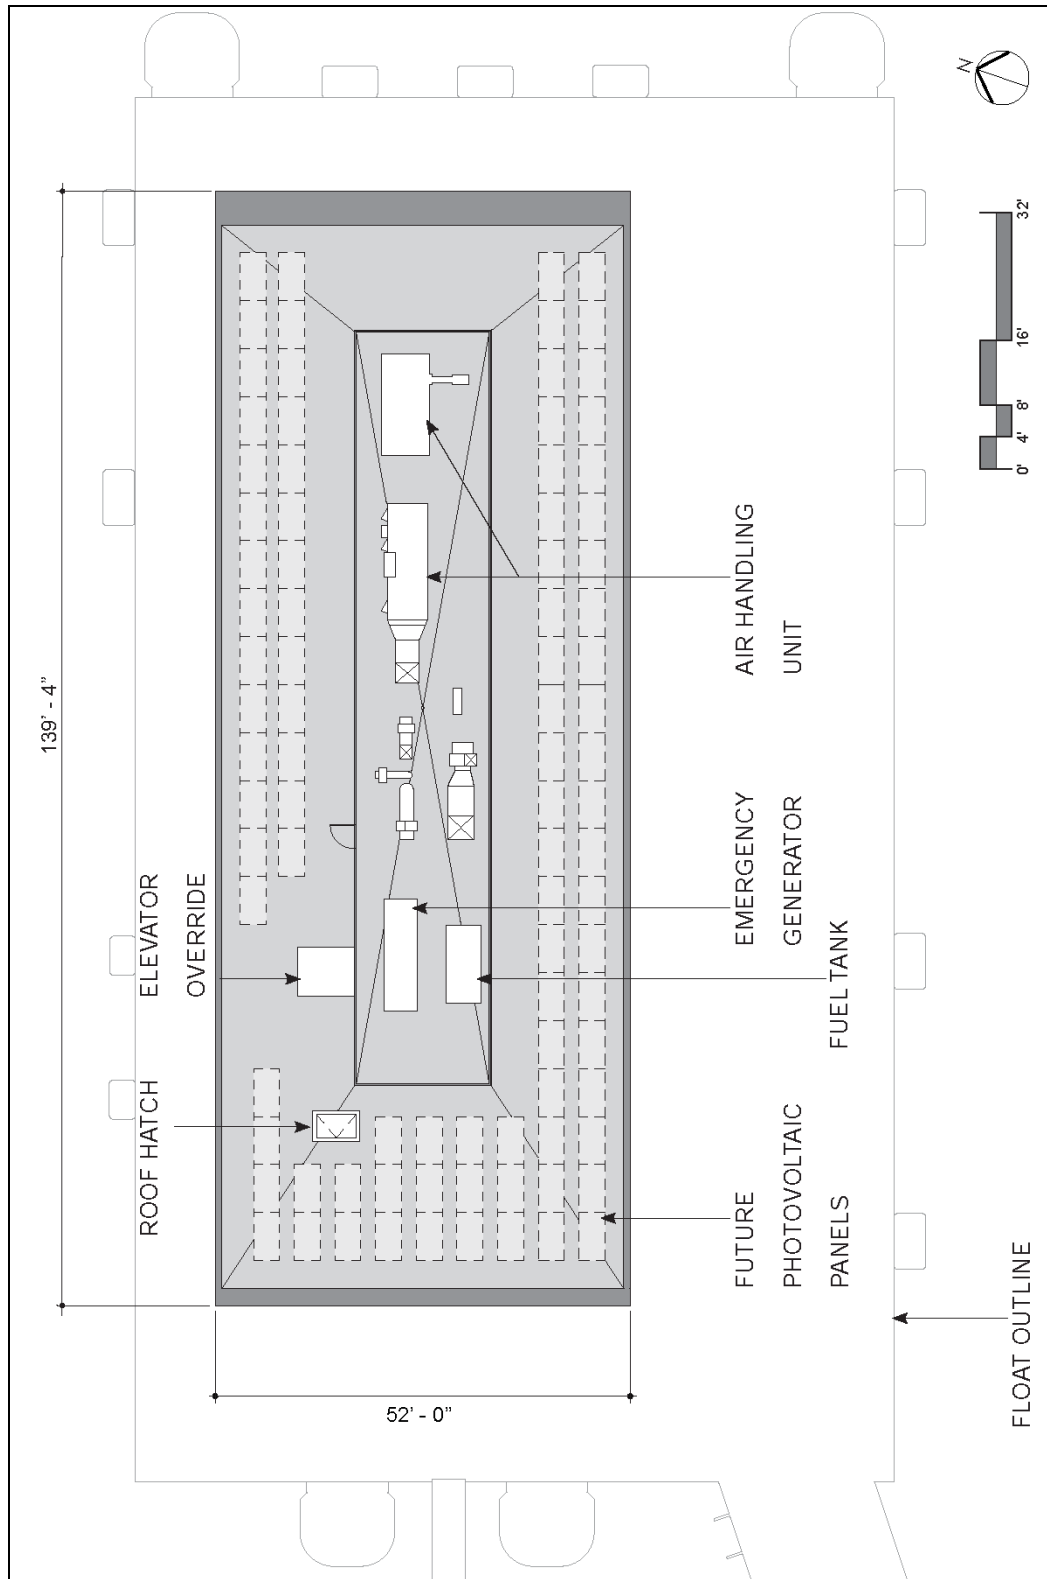 N
32'
16'
8'
4'
0'
139' - 4"
52' - 0"
ROOF HATCH
ELEVATOR
OVERRIDE
FUTURE
PHOTOVOLTAIC
PANELS
EMERGENCY
GENERATOR
FUEL TANK
AIR HANDLING
UNIT
FLOAT OUTLINE